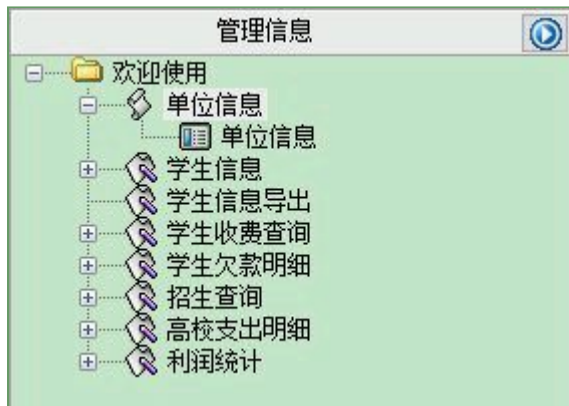 管理信息
欢迎使用
单位信息
单位信息
学生信息
学生信息导出
学生收费查询
学生欠款明细
招生查询
高校支出明细
利润统计